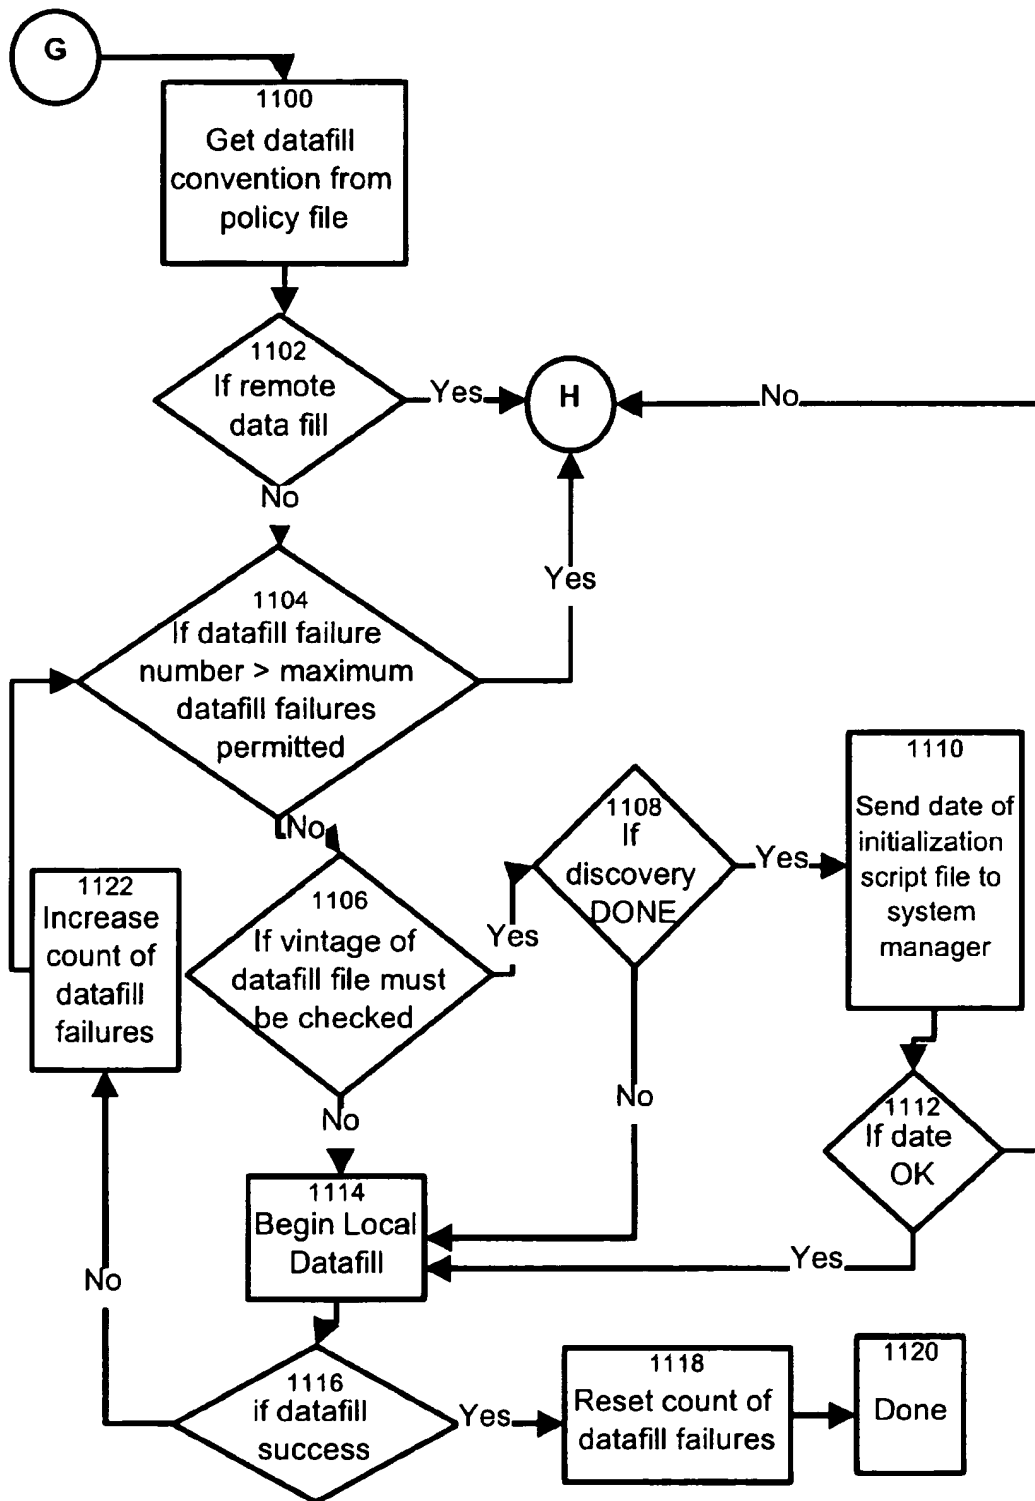 G
1100
Get datafill
convention from
policy file
1102
If remote
data fill
Yes
H
No
No
1104
If datafill failure
number > maximum
datafill failures
permitted
Yes
No
1106
If vintage of
datafill file must
be checked
Yes
1108
If
discovery
DONE
Yes
1110
Send date of
initialization
script file to
system
manager
1122
Increase
count of
datafill
failures
No
No
1112
If date
OK
1114
Begin Local
Datafill
Yes
No
1116
if datafill
success
Yes
1118
Reset count of
datafill failures
1120
Done